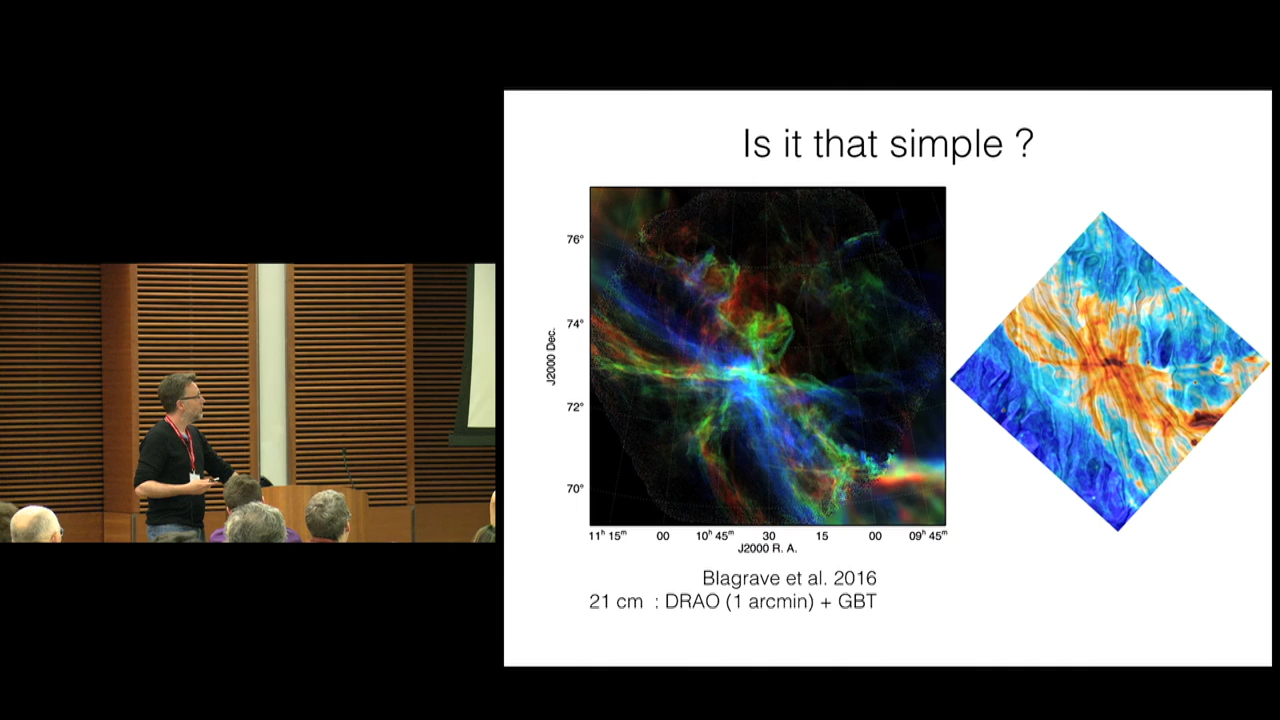 Is it that simple ?
76°
74°
72°
70°
J2000 Dec.
11ʰ 15ᵐ 00 10ʰ 45ᵐ 30 15 00 09ʰ 45ᵐ
J2000 R. A.
Blagrave et al. 2016
21 cm : DRAO (1 arcmin) + GBT